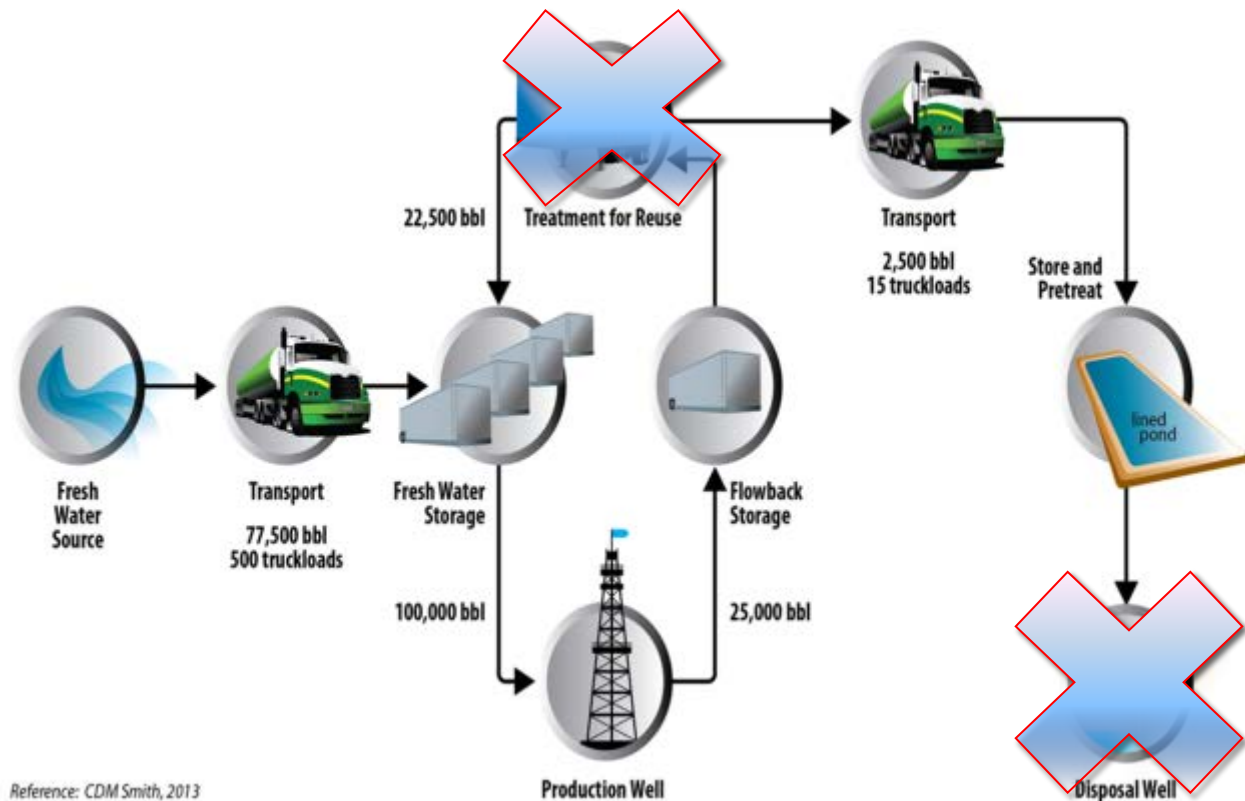 22,500 bbl
Treatment for Reuse
Transport
2,500 bbl
15 truckloads
Store and
Pretreat
lined
pond
Fresh
Water
Source
Transport
77,500 bbl
500 truckloads
Fresh Water
Storage
Flowback
Storage
100,000 bbl
25,000 bbl
Production Well
Disposal Well
Reference: CDM Smith, 2013